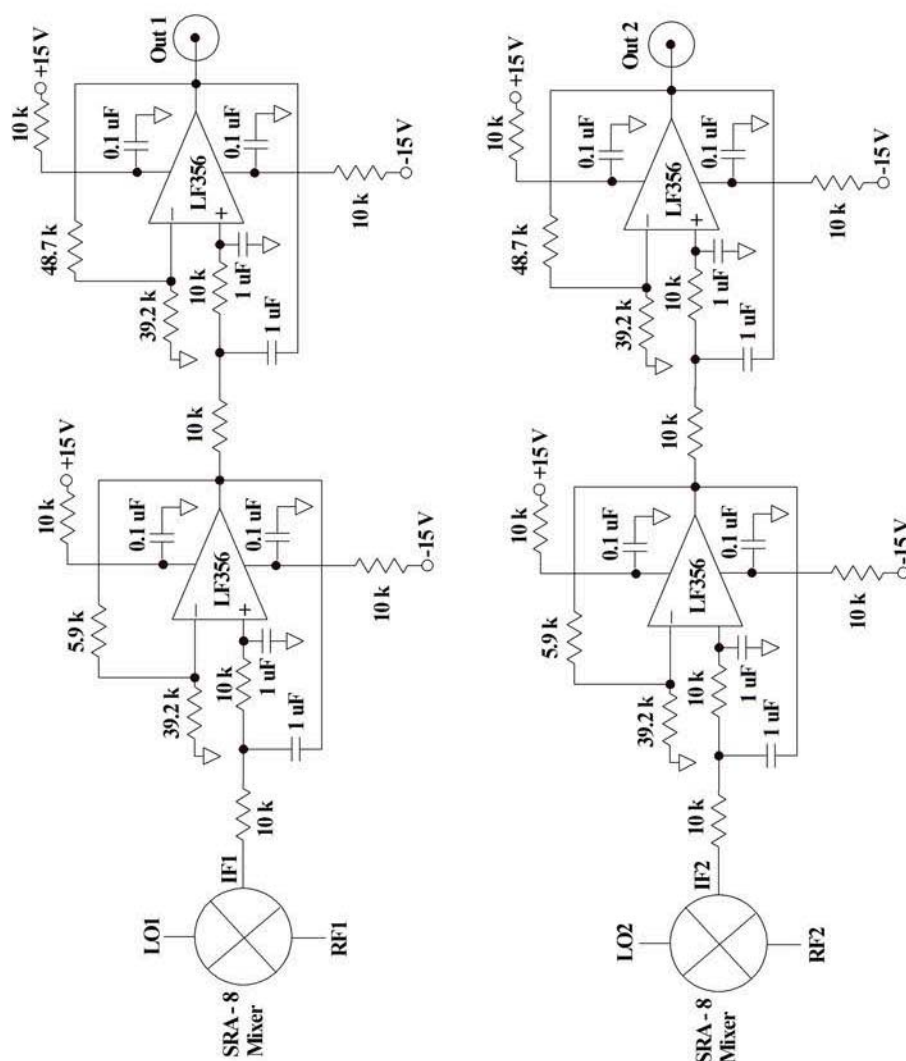 SRA - 8
Mixer
LO1
RF1
IF1
10 k
1 uF
10 k
1 uF
39.2 k
5.9 k
−
+
LF356
0.1 uF
0.1 uF
10 k
+15 V
10 k
-15 V
10 k
1 uF
10 k
1 uF
39.2 k
48.7 k
−
+
LF356
0.1 uF
0.1 uF
10 k
+15 V
10 k
-15 V
Out 1
SRA - 8
Mixer
LO2
RF2
IF2
10 k
1 uF
10 k
1 uF
39.2 k
5.9 k
−
+
LF356
0.1 uF
0.1 uF
10 k
+15 V
10 k
-15 V
10 k
1 uF
10 k
1 uF
39.2 k
48.7 k
−
+
LF356
0.1 uF
0.1 uF
10 k
+15 V
10 k
-15 V
Out 2